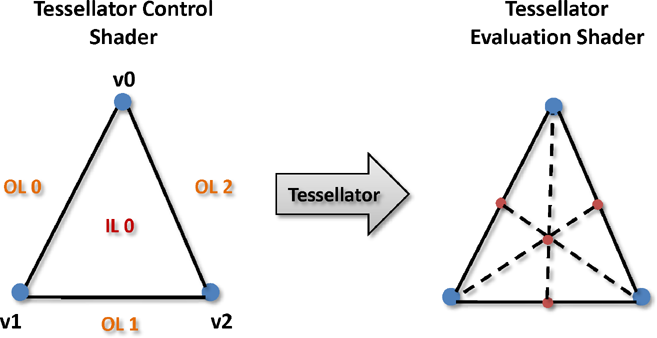 Tessellator Control
Shader
Tessellator
Evaluation Shader
v0
OL 0
OL 2
IL 0
Tessellator
v1
OL 1
v2